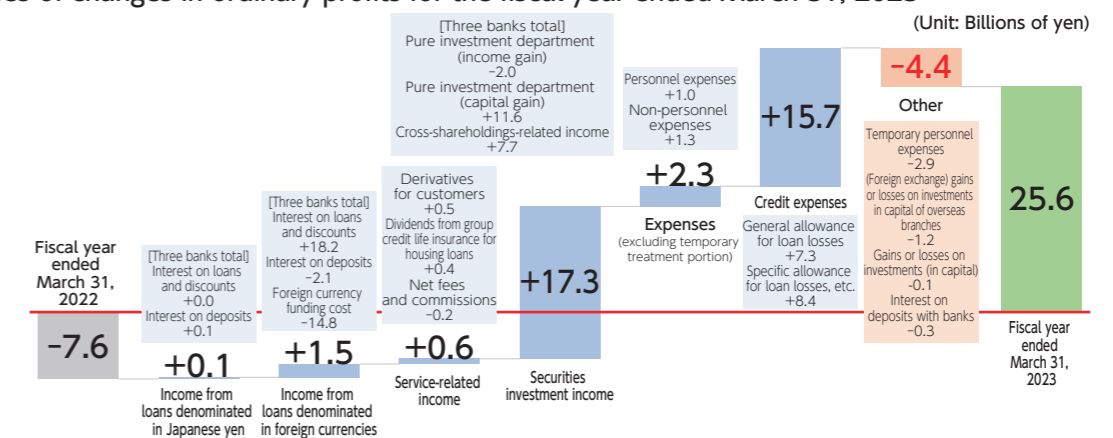 (Unit: Billions of yen)
Fiscal year
ended
March 31,
2022
−7.6
[Three banks total]
Interest on loans
and discounts
+0.0
Interest on deposits
+0.1
+0.1
Income from
loans denominated
in Japanese yen
[Three banks total]
Interest on loans
and discounts
+18.2
Interest on deposits
−2.1
Foreign currency
funding cost
−14.8
+1.5
Income from
loans denominated
in foreign currencies
Derivatives
for customers
+0.5
Dividends from group
credit life insurance for
housing loans
+0.4
Net fees
and commissions
−0.2
+0.6
Service-related
income
[Three banks total]
Pure investment department
(income gain)
−2.0
Pure investment department
(capital gain)
+11.6
Cross-shareholdings-related income
+7.7
+17.3
Securities
investment income
Personnel expenses
+1.0
Non-personnel
expenses
+1.3
+2.3
Expenses
(excluding temporary
treatment portion)
+15.7
Credit expenses
General allowance
for loan losses
+7.3
Specific allowance
for loan losses, etc.
+8.4
−4.4
Other
Temporary personnel
expenses
−2.9
(Foreign exchange) gains
or losses on investments
in capital of overseas
branches
−1.2
Gains or losses on
investments (in capital)
−0.1
Interest on
deposits with banks
−0.3
25.6
Fiscal year
ended
March 31,
2023